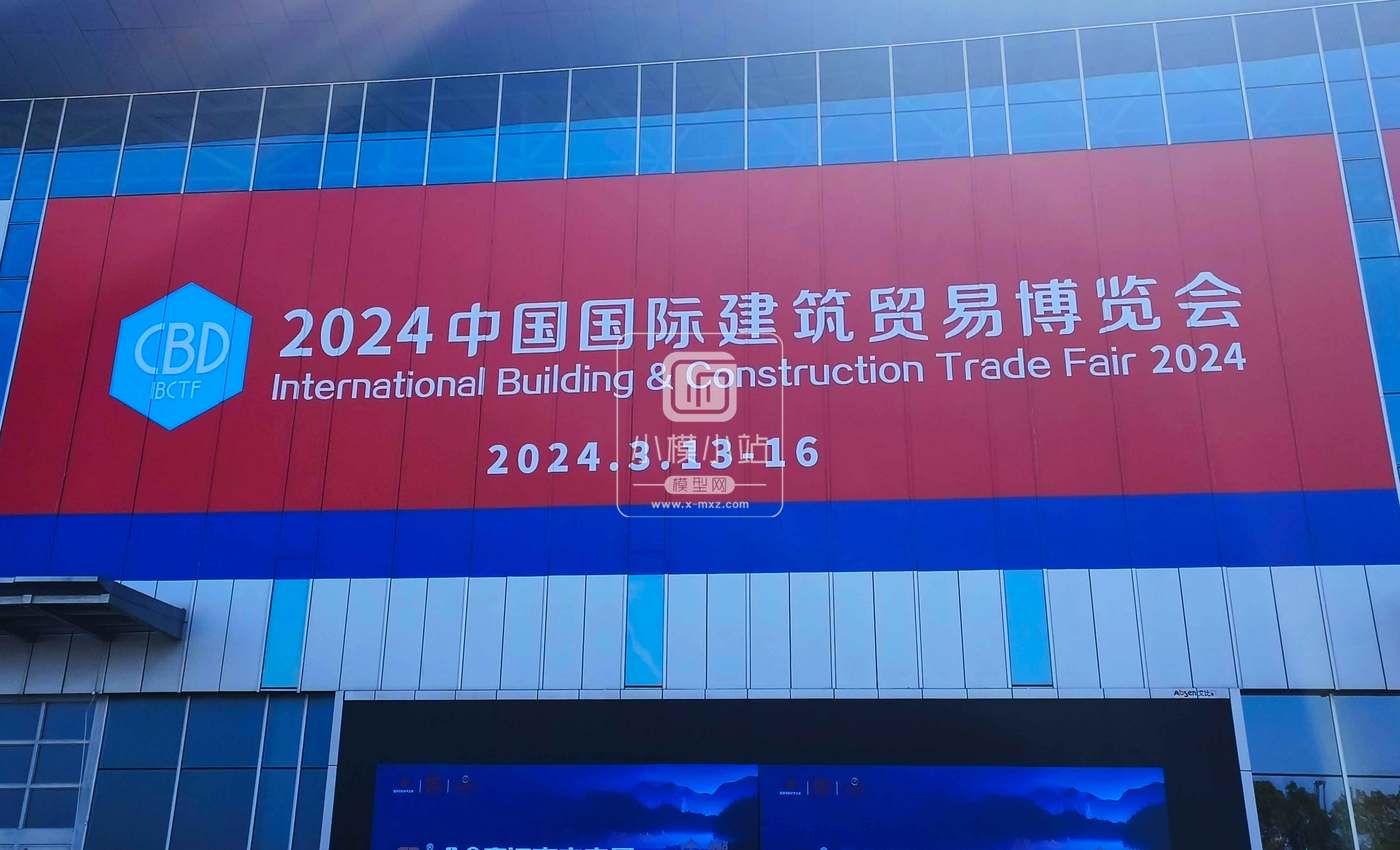 2024中国国际建筑贸易博览会
CBD
IBCTF
International Building & Construction Trade Fair 2024
2024.3.13-16
小模小站
模型网
www.x-mxz.com
Absen